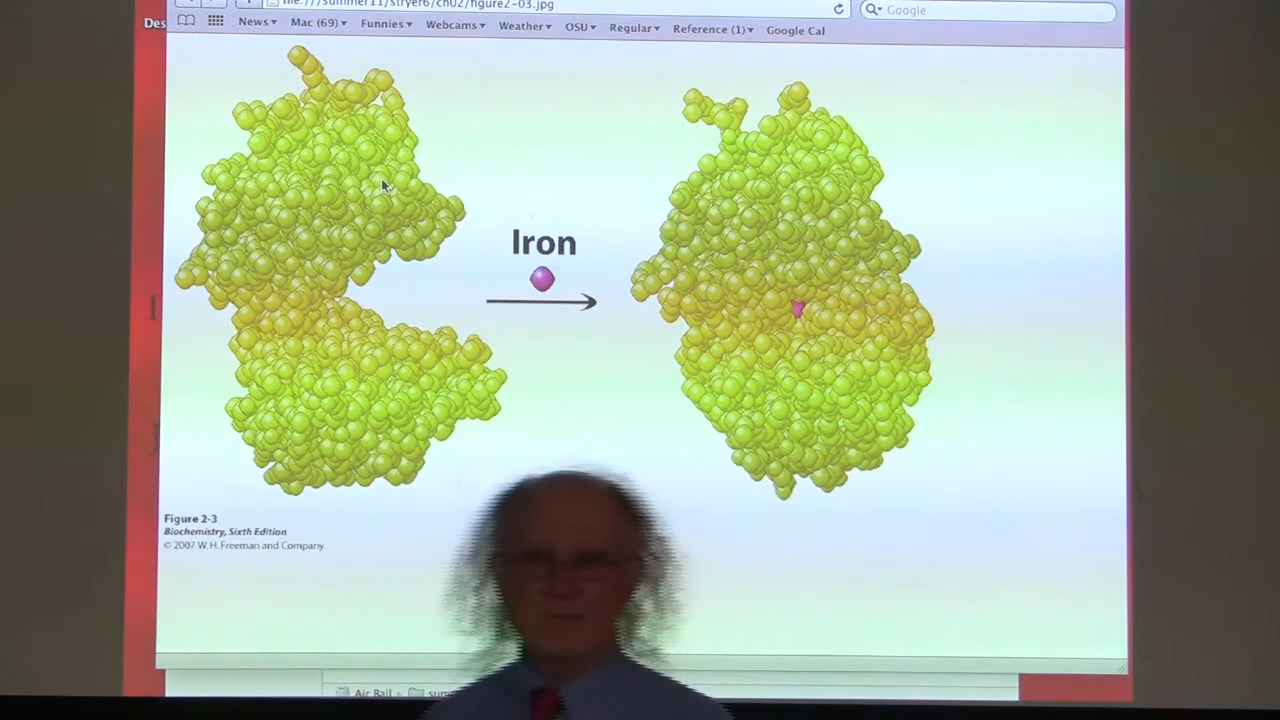 file:///summer11/stryer6/ch02/figure2-03.jpg
Google
Des
News Mac (69) Funnies Webcams Weather OSU Regular Reference (1) Google Cal
Iron
Figure 2-3
Biochemistry, Sixth Edition
© 2007 W. H. Freeman and Company
Air Ball